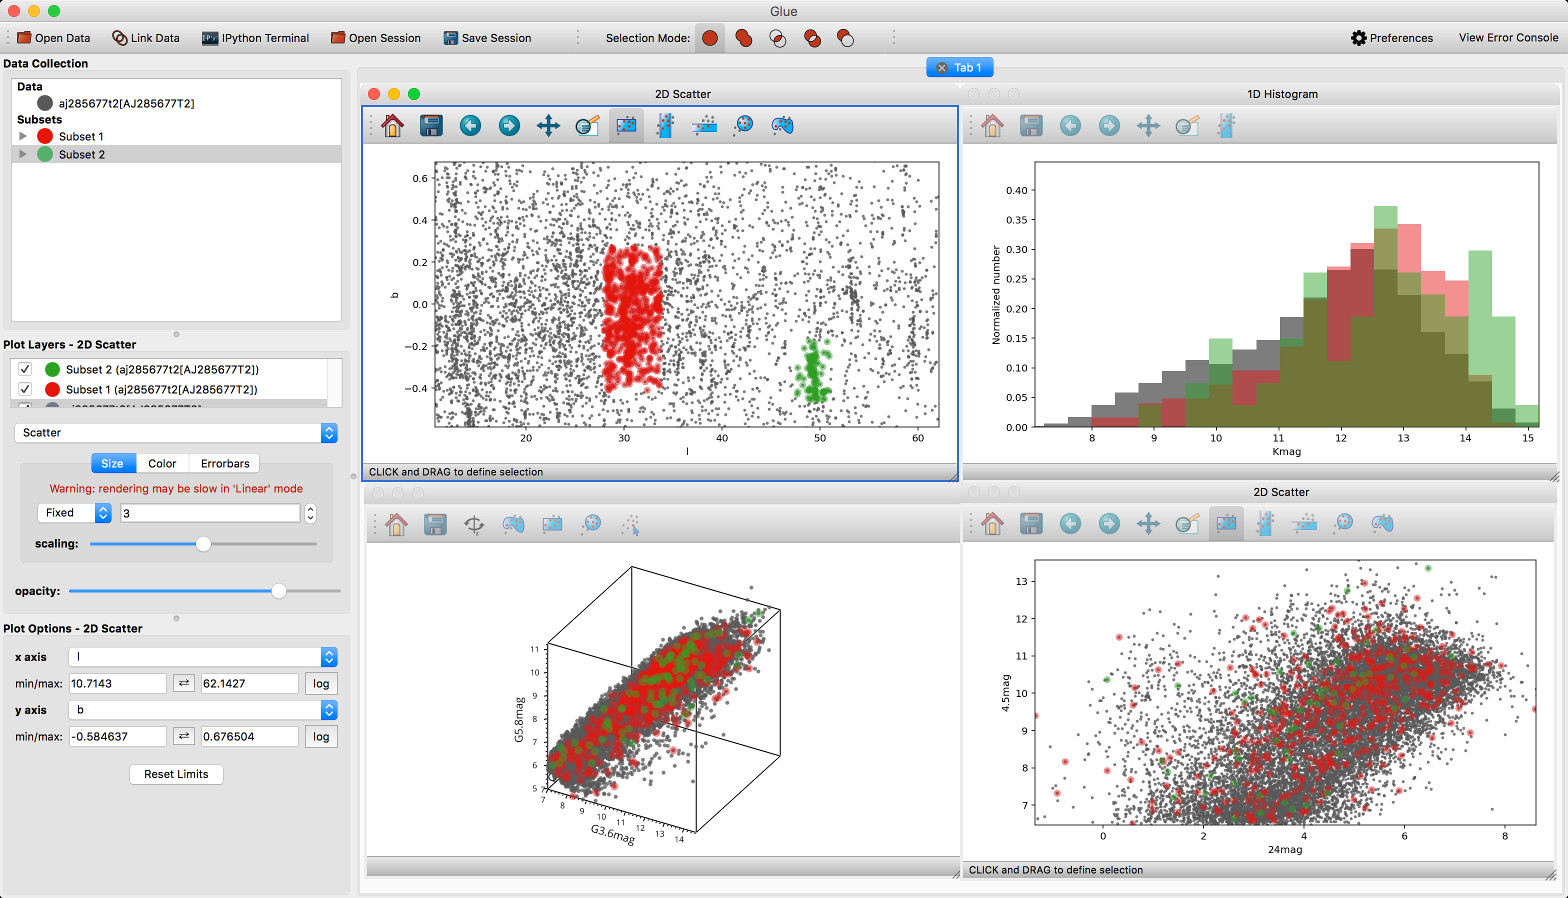 Glue
Open Data
Link Data
IPython Terminal
Open Session
Save Session
Selection Mode:
Preferences
View Error Console
Data Collection
Data
aj285677t2[AJ285677T2]
Subsets
Subset 1
Subset 2
Plot Layers - 2D Scatter
Subset 2 (aj285677t2[AJ285677T2])
Subset 1 (aj285677t2[AJ285677T2])
Scatter
Size
Color
Errorbars
Warning: rendering may be slow in 'Linear' mode
Fixed
3
scaling:
opacity:
Plot Options - 2D Scatter
x axis
l
min/max:
10.7143
62.1427
log
y axis
b
min/max:
-0.584637
0.676504
log
Reset Limits
Tab 1
2D Scatter
0.6
0.4
0.2
0.0
−0.2
−0.4
b
20
30
40
50
60
l
CLICK and DRAG to define selection
1D Histogram
0.40
0.35
0.30
0.25
0.20
0.15
0.10
0.05
0.00
Normalized number
8
9
10
11
12
13
14
15
Kmag
11
10
9
8
7
6
5
G5.8mag
7
8
9
10
11
12
13
14
G3.6mag
2D Scatter
13
12
11
10
9
8
7
4.5mag
0
2
4
6
8
24mag
CLICK and DRAG to define selection